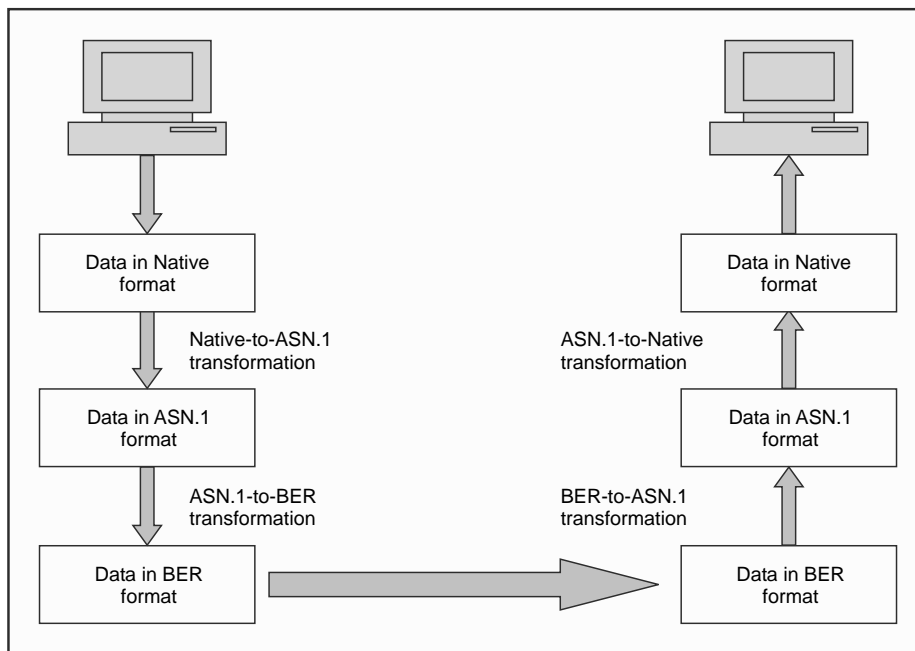 Data in Native
format
Native-to-ASN.1
transformation
Data in ASN.1
format
ASN.1-to-BER
transformation
Data in BER
format
Data in Native
format
ASN.1-to-Native
transformation
Data in ASN.1
format
BER-to-ASN.1
transformation
Data in BER
format